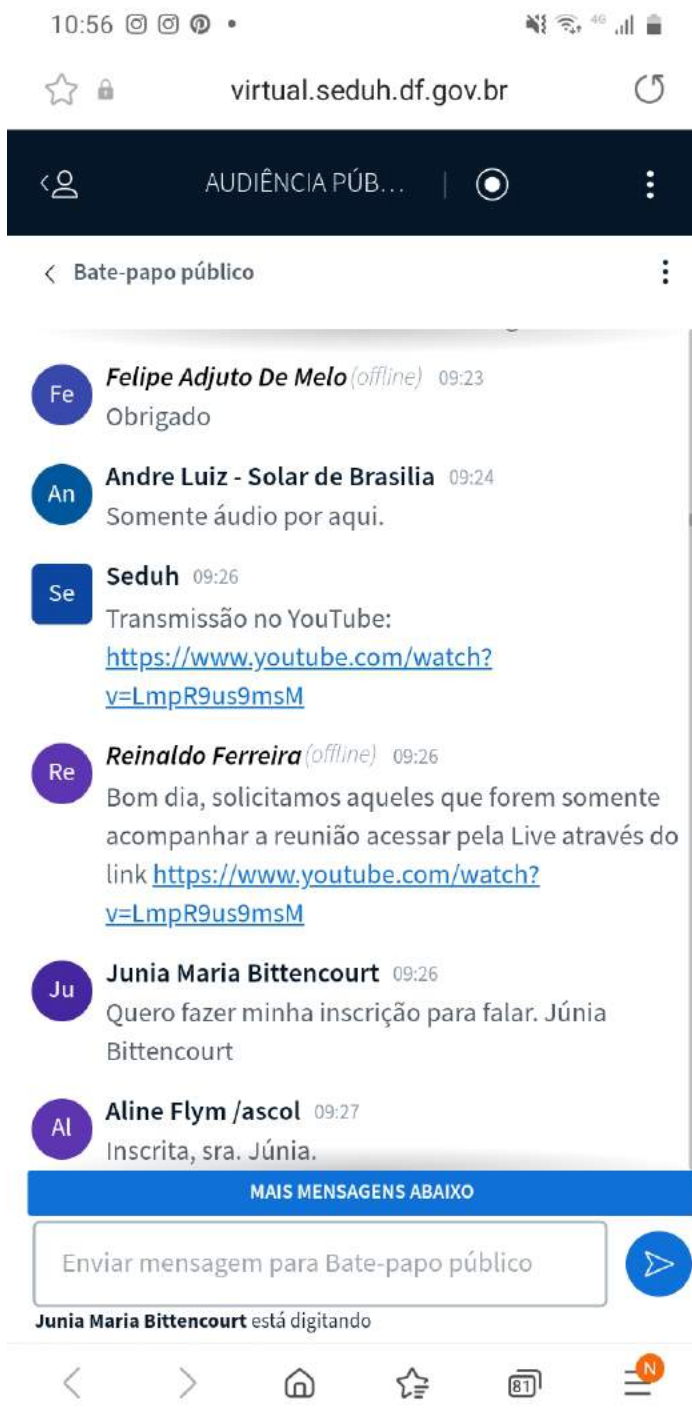 10:56
4G
virtual.seduh.df.gov.br
AUDIÊNCIA PÚB...
Bate-papo público
Fe
Felipe Adjuto De Melo (offline) 09:23
Obrigado
An
Andre Luiz - Solar de Brasilia 09:24
Somente áudio por aqui.
Se
Seduh 09:26
Transmissão no YouTube:
https://www.youtube.com/watch?
v=LmpR9us9msM
Re
Reinaldo Ferreira (offline) 09:26
Bom dia, solicitamos aqueles que forem somente
acompanhar a reunião acessar pela Live através do
link https://www.youtube.com/watch?
v=LmpR9us9msM
Ju
Junia Maria Bittencourt 09:26
Quero fazer minha inscrição para falar. Júnia
Bittencourt
Al
Aline Flym /ascol 09:27
Inscrita, sra. Júnia.
MAIS MENSAGENS ABAIXO
Enviar mensagem para Bate-papo público
Junia Maria Bittencourt está digitando
81
N